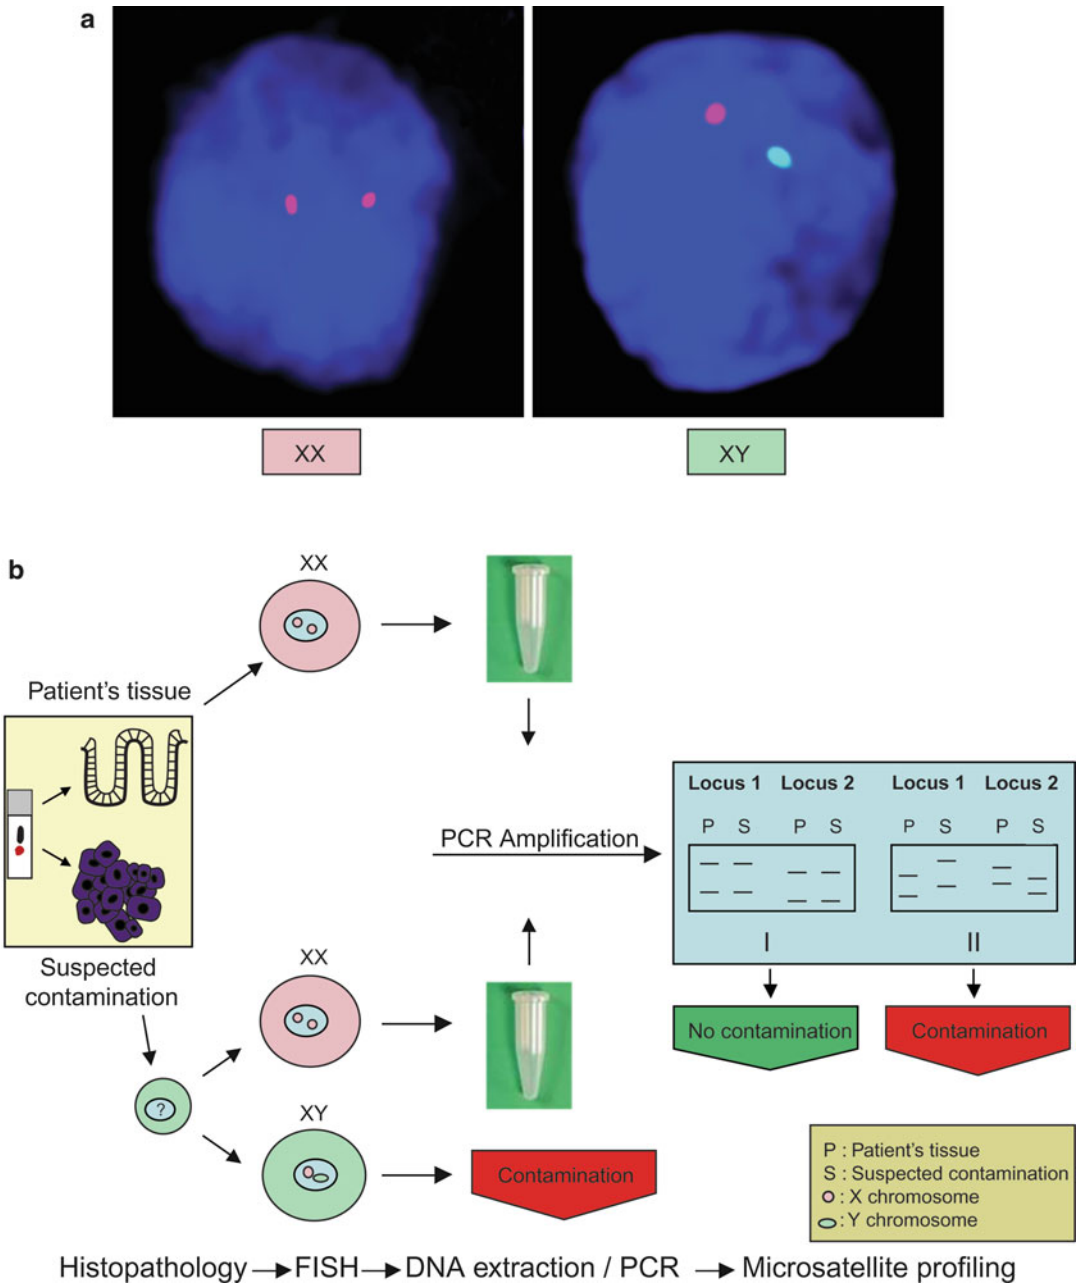 a
XX
XY
b
XX
Patient's tissue
Locus 1 Locus 2 Locus 1 Locus 2
P S P S P S P S
PCR Amplification
I II
XX
Suspected
contamination
No contamination
Contamination
?
XY
Contamination
P : Patient's tissue
S : Suspected contamination
: X chromosome
: Y chromosome
Histopathology → FISH → DNA extraction / PCR → Microsatellite profiling